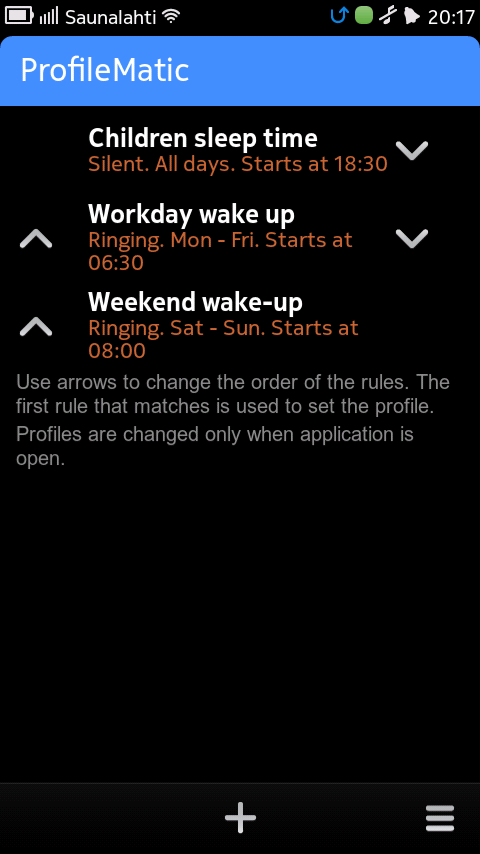 Saunalahti 20:17
ProfileMatic
Children sleep time
Silent. All days. Starts at 18:30
Workday wake up
Ringing. Mon - Fri. Starts at
06:30
Weekend wake-up
Ringing. Sat - Sun. Starts at
08:00
Use arrows to change the order of the rules. The
first rule that matches is used to set the profile.
Profiles are changed only when application is
open.